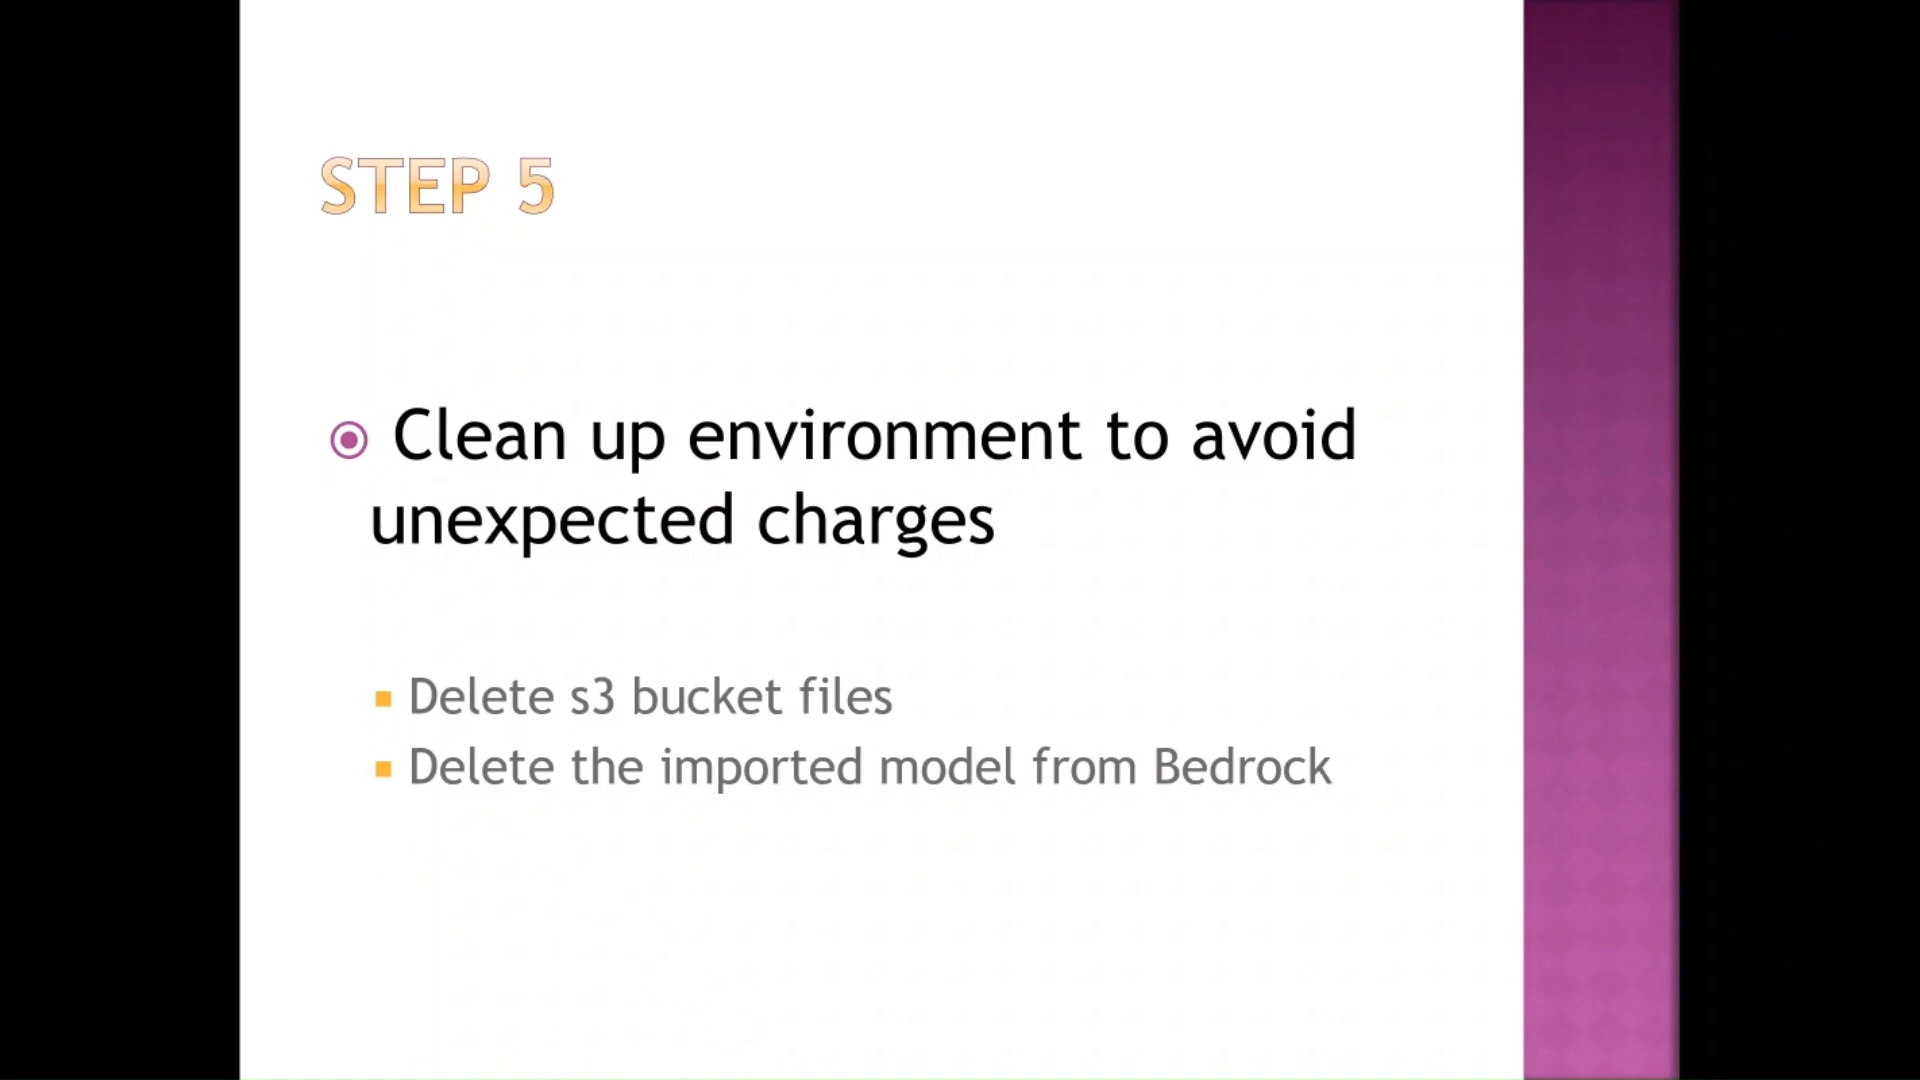 STEP 5
Clean up environment to avoid
unexpected charges
Delete s3 bucket files
Delete the imported model from Bedrock